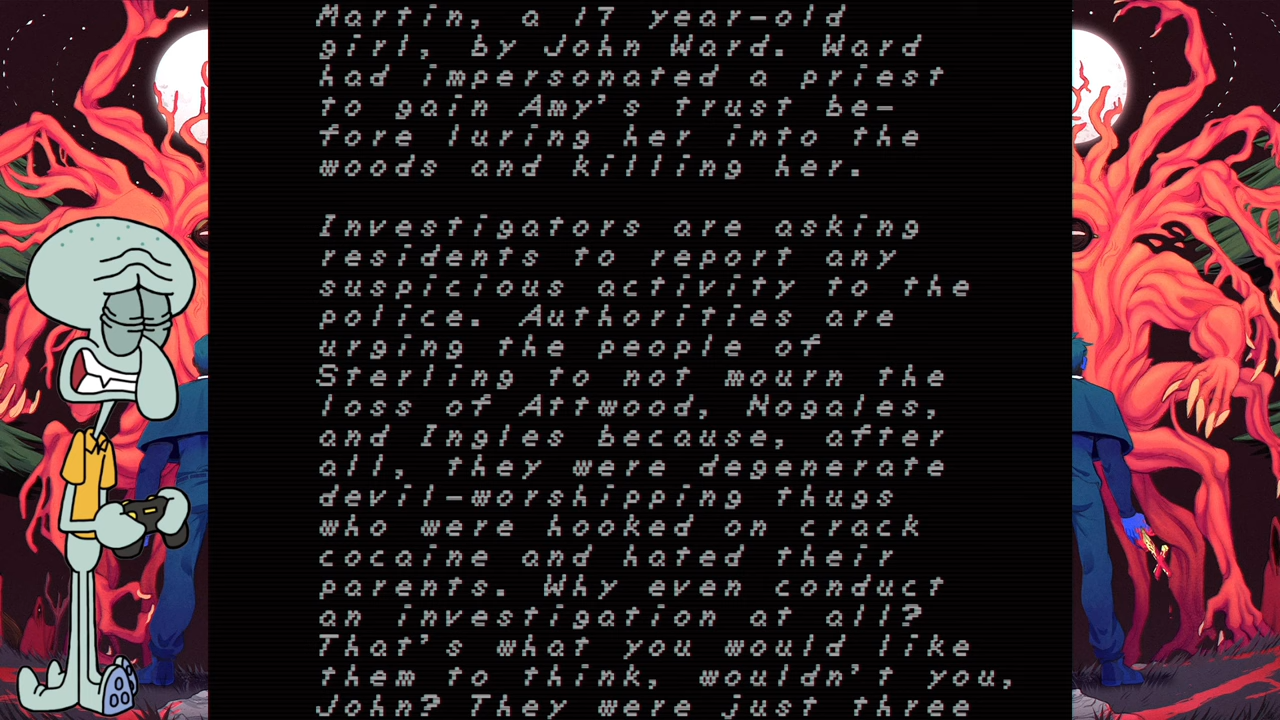 Martin, a 17 year-old
girl, by John Ward. Ward
had impersonated a priest
to gain Amy's trust be-
fore luring her into the
woods and killing her.
Investigators are asking
residents to report any
suspicious activity to the
police. Authorities are
urging the people of
Sterling to not mourn the
loss of Attwood, Nogales,
and Ingles because, after
all, they were degenerate
devil-worshipping thugs
who were hooked on crack
cocaine and hated their
parents. Why even conduct
an investigation at all?
That's what you would like
them to think, wouldn't you,
John? They were just three